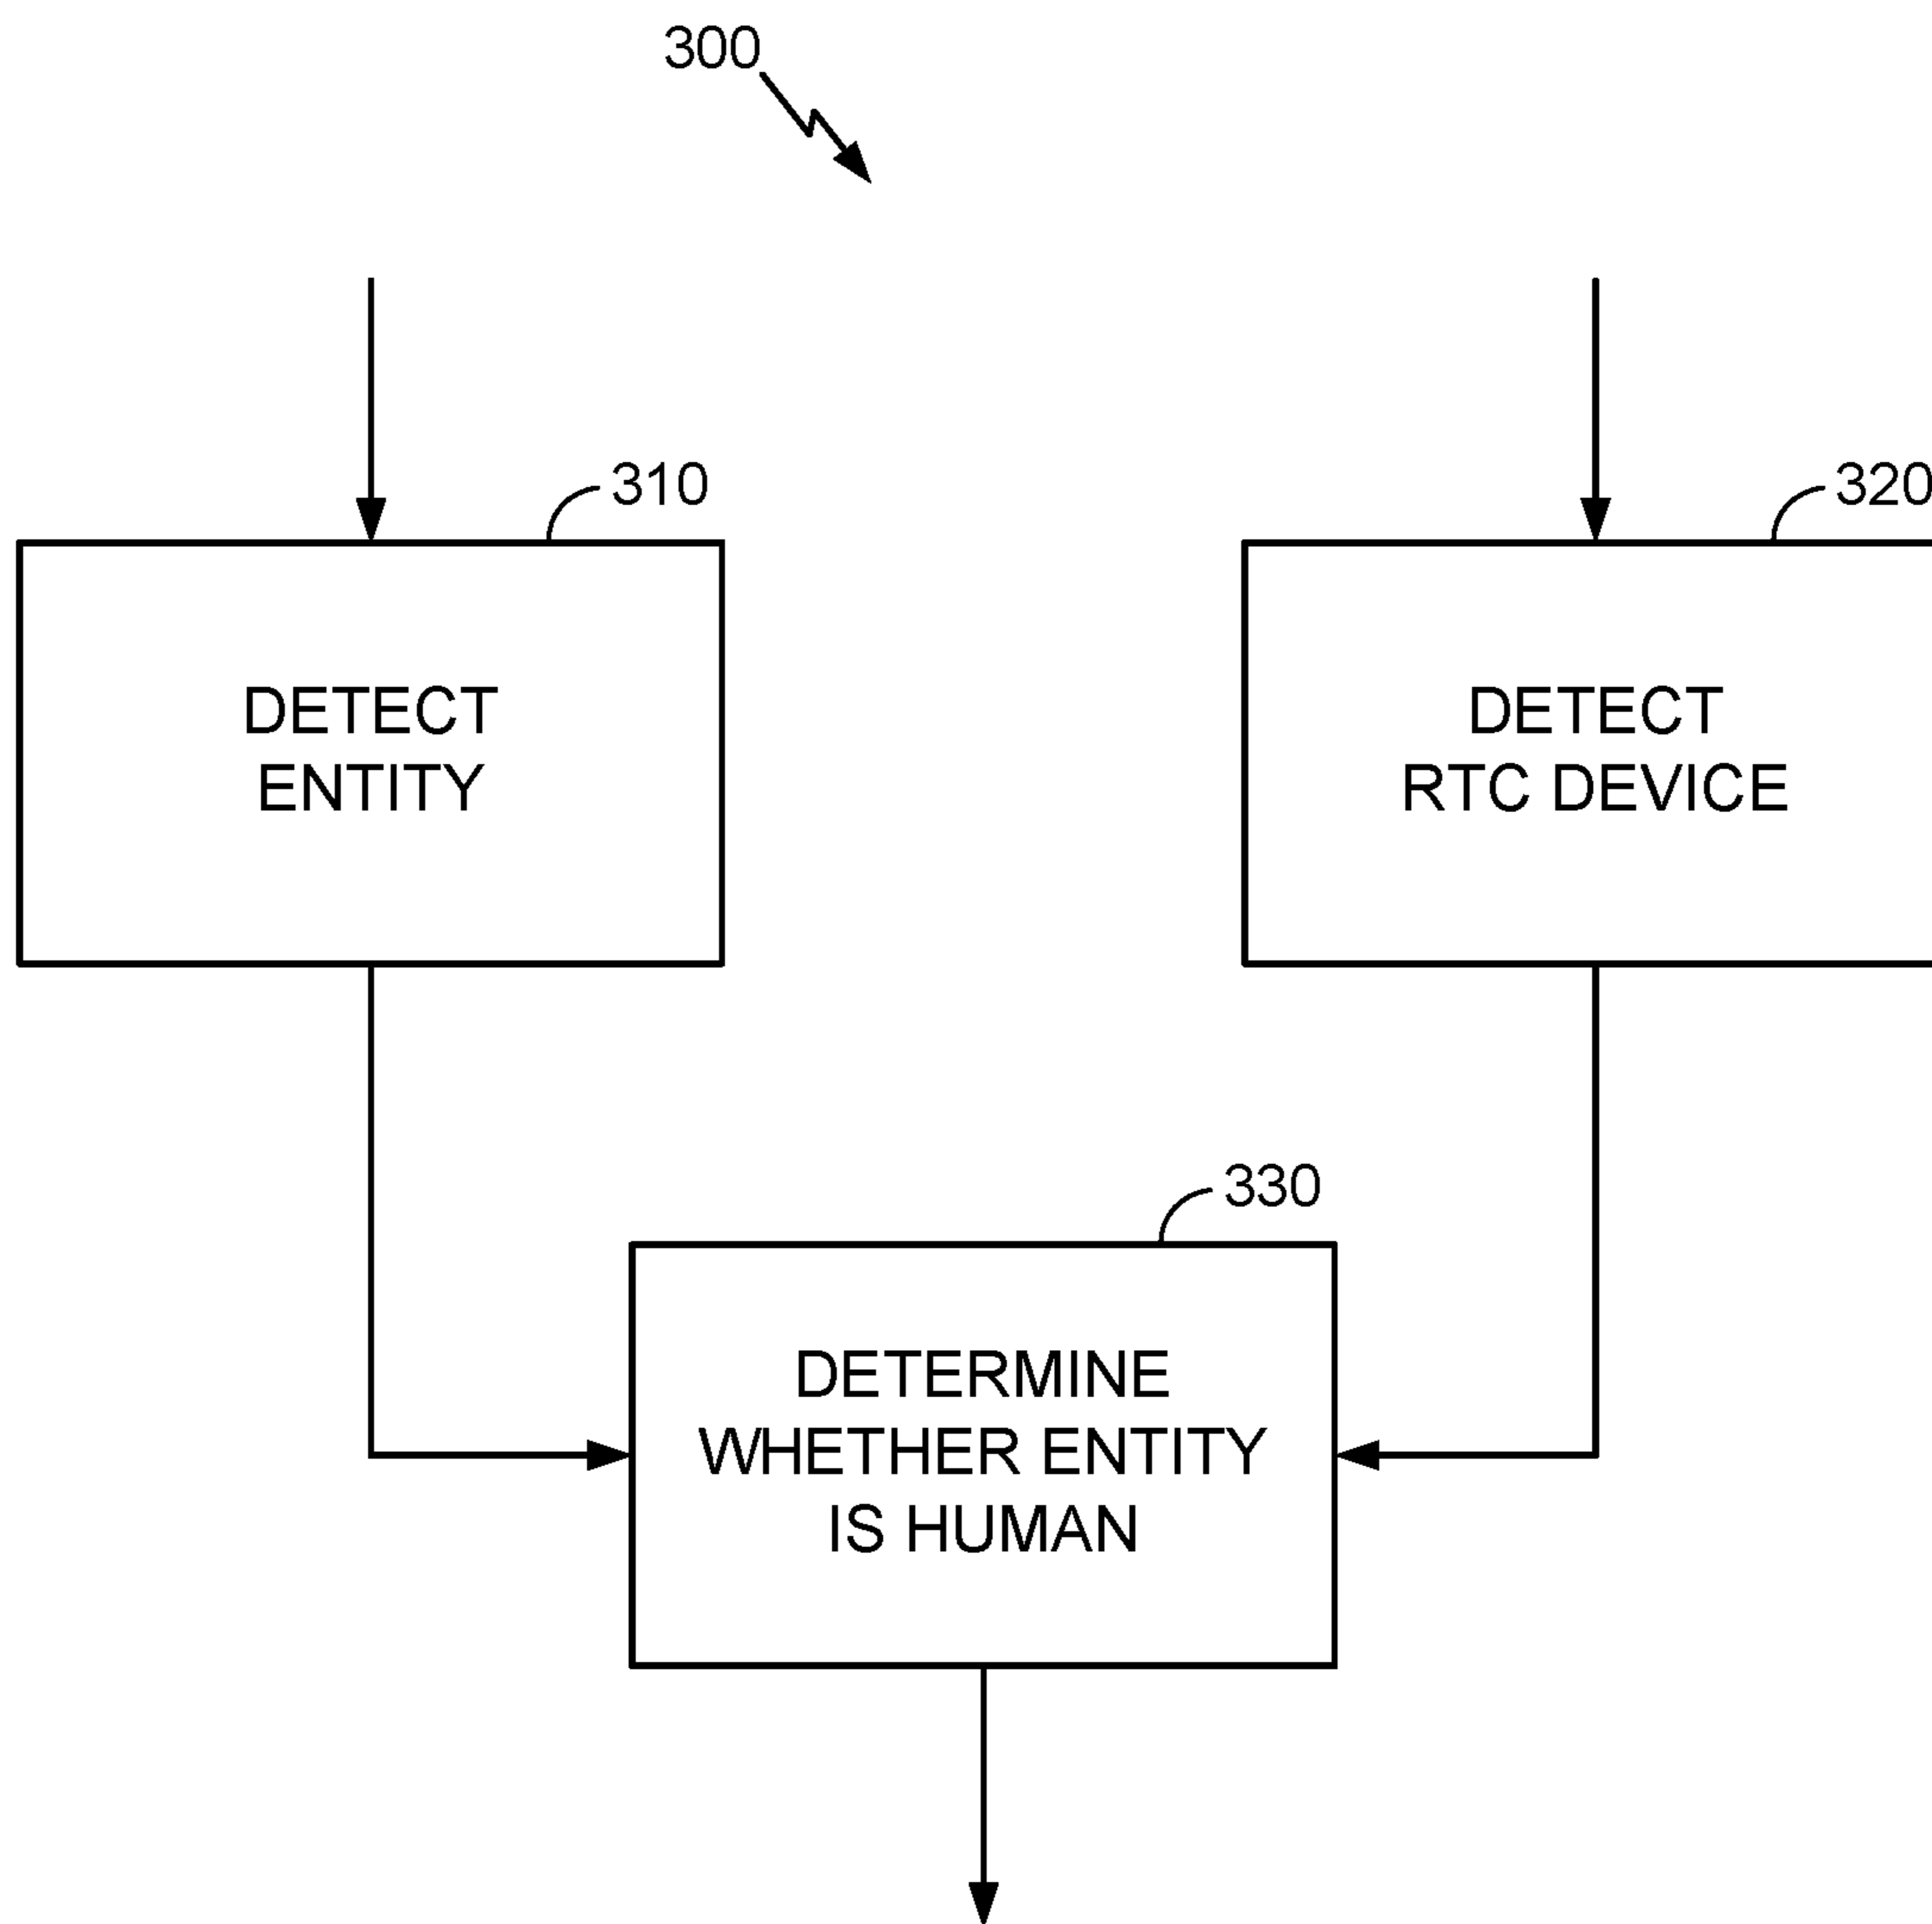 300
310
320
DETECT
ENTITY
DETECT
RTC DEVICE
330
DETERMINE
WHETHER ENTITY
IS HUMAN